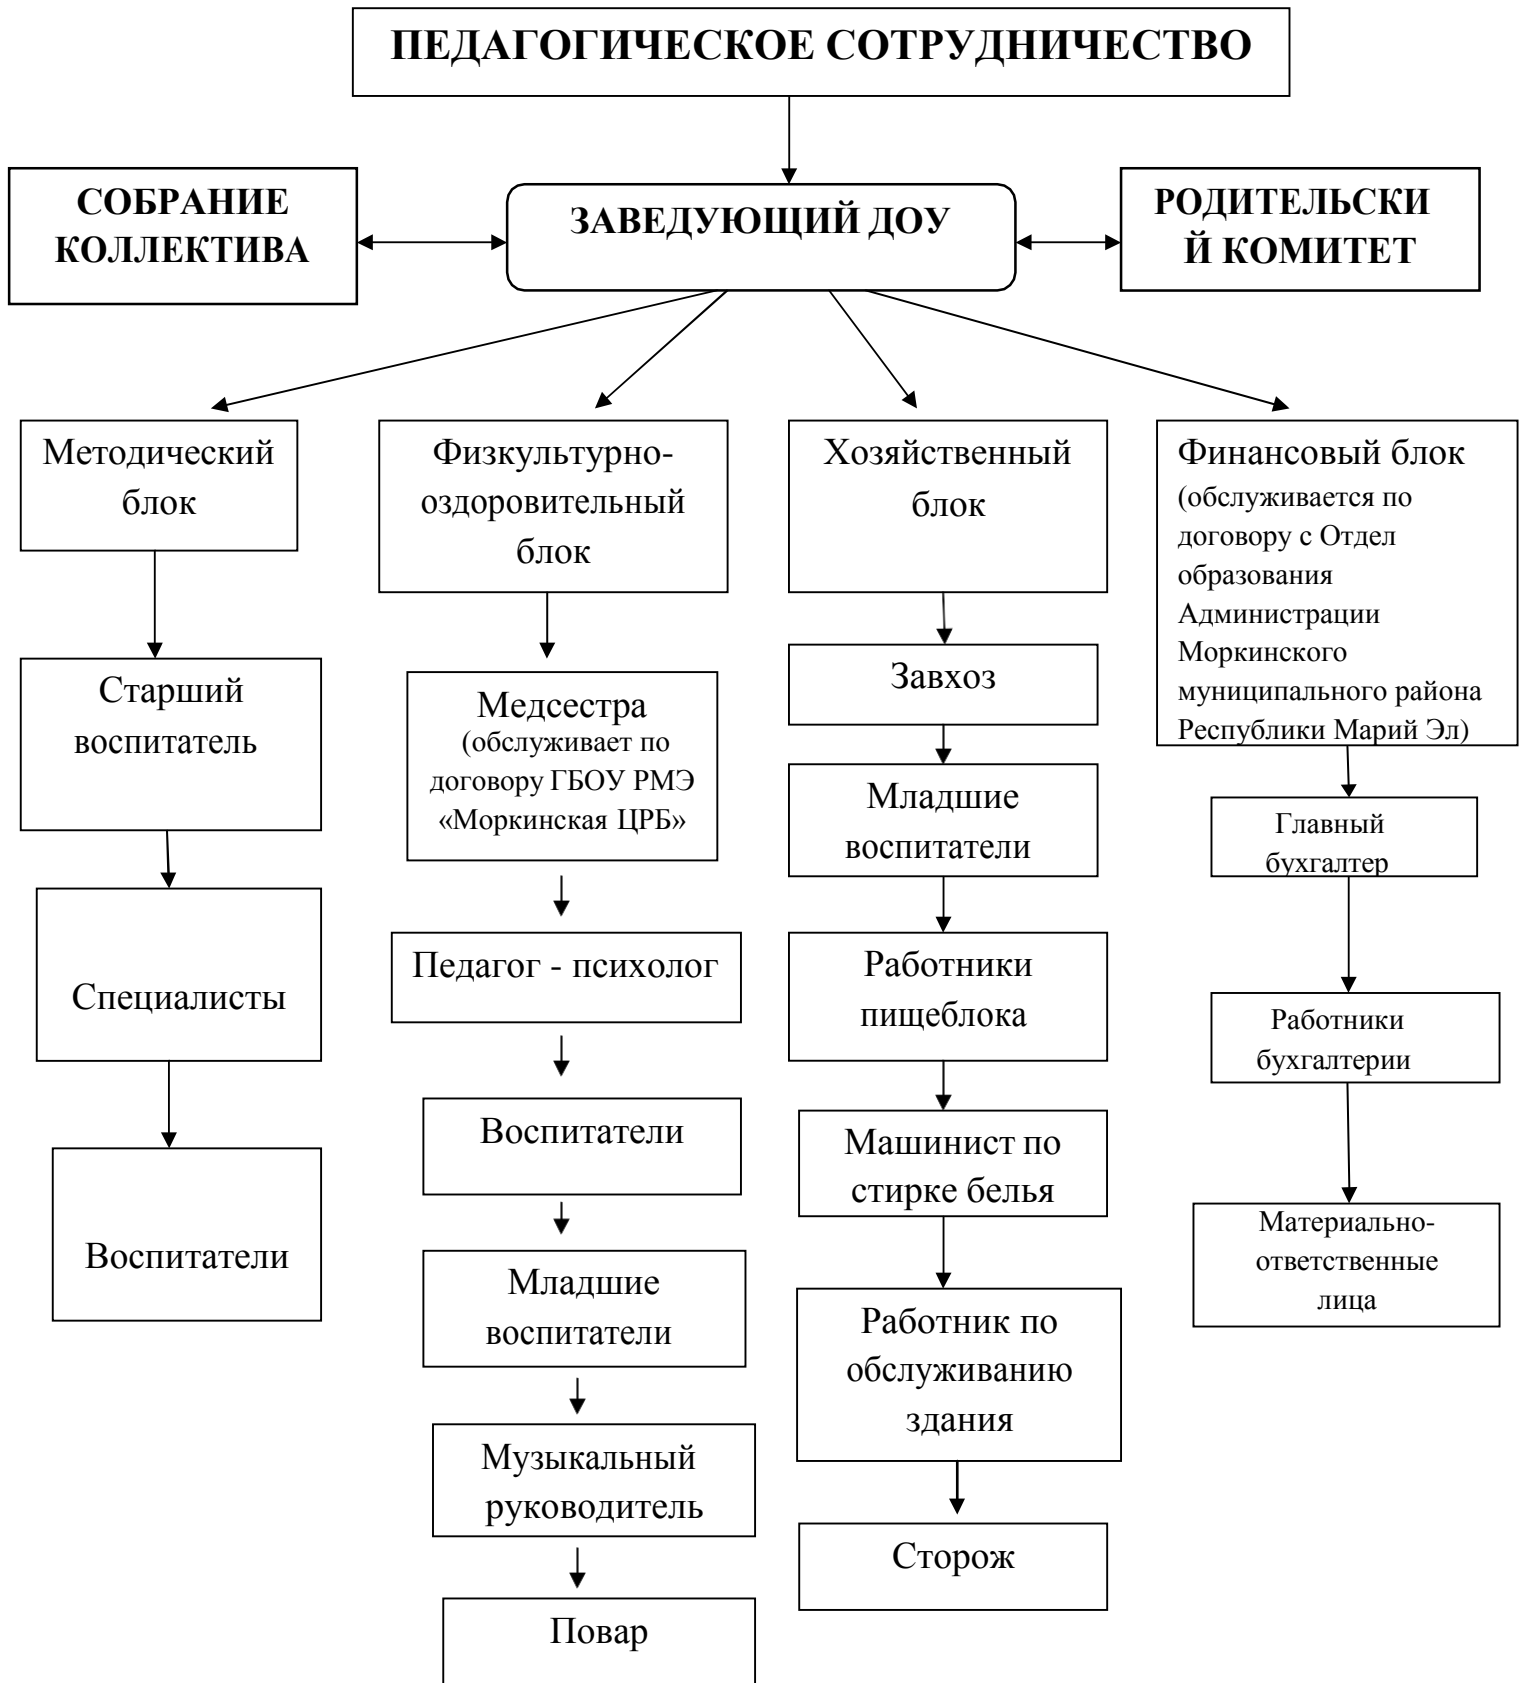 ПЕДАГОГИЧЕСКОЕ СОТРУДНИЧЕСТВО
СОБРАНИЕ
КОЛЛЕКТИВА
ЗАВЕДУЮЩИЙ ДОУ
РОДИТЕЛЬСКИ
Й КОМИТЕТ
Методический
блок
Старший
воспитатель
Специалисты
Воспитатели
Физкультурно-
оздоровительный
блок
Медсестра
(обслуживает по
договору ГБОУ РМЭ
«Моркинская ЦРБ»
Педагог - психолог
Воспитатели
Младшие
воспитатели
Музыкальный
руководитель
Повар
Хозяйственный
блок
Завхоз
Младшие
воспитатели
Работники
пищеблока
Машинист по
стирке белья
Работник по
обслуживанию
здания
Сторож
Финансовый блок
(обслуживается по
договору с Отдел
образования
Администрации
Моркинского
муниципального района
Республики Марий Эл)
Главный
бухгалтер
Работники
бухгалтерии
Материально-
ответственные
лица